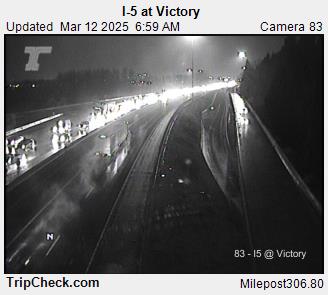 I-5 at Victory
Updated Mar 12 2025 6:59 AM Camera 83
T
N
83 - I5 @ Victory
TripCheck.com Milepost306.80